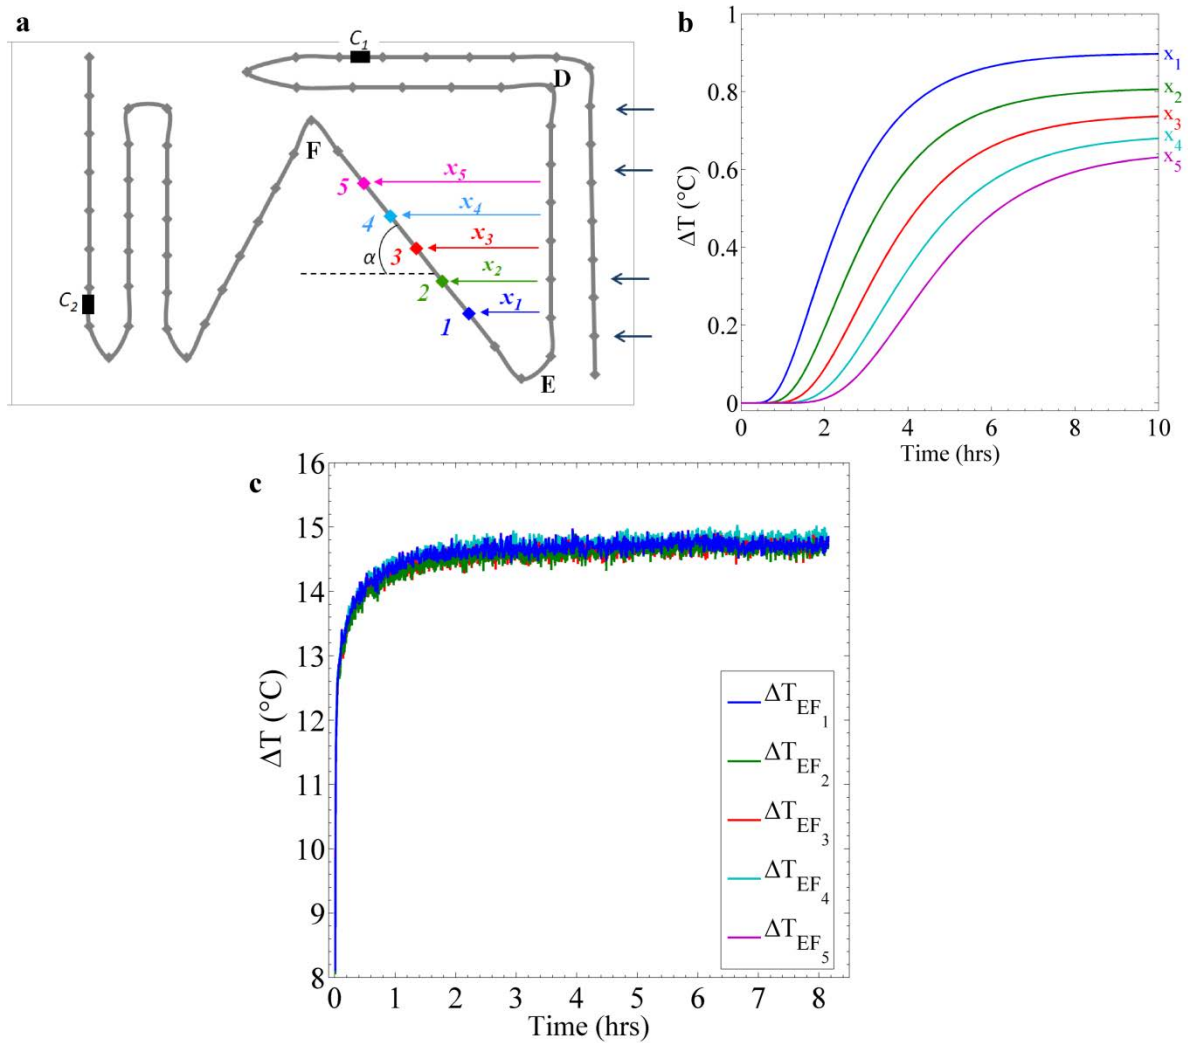 a
C1
D
F
5
x5
4
x4
α
3
x3
2
x2
1
x1
C2
E
b
ΔT (°C)
1
0.8
0.6
0.4
0.2
0
x1
x2
x3
x4
x5
0 2 4 6 8 10
Time (hrs)
c
ΔT (°C)
16
15
14
13
12
11
10
9
8
ΔTEF1
ΔTEF2
ΔTEF3
ΔTEF4
ΔTEF5
0 1 2 3 4 5 6 7 8
Time (hrs)